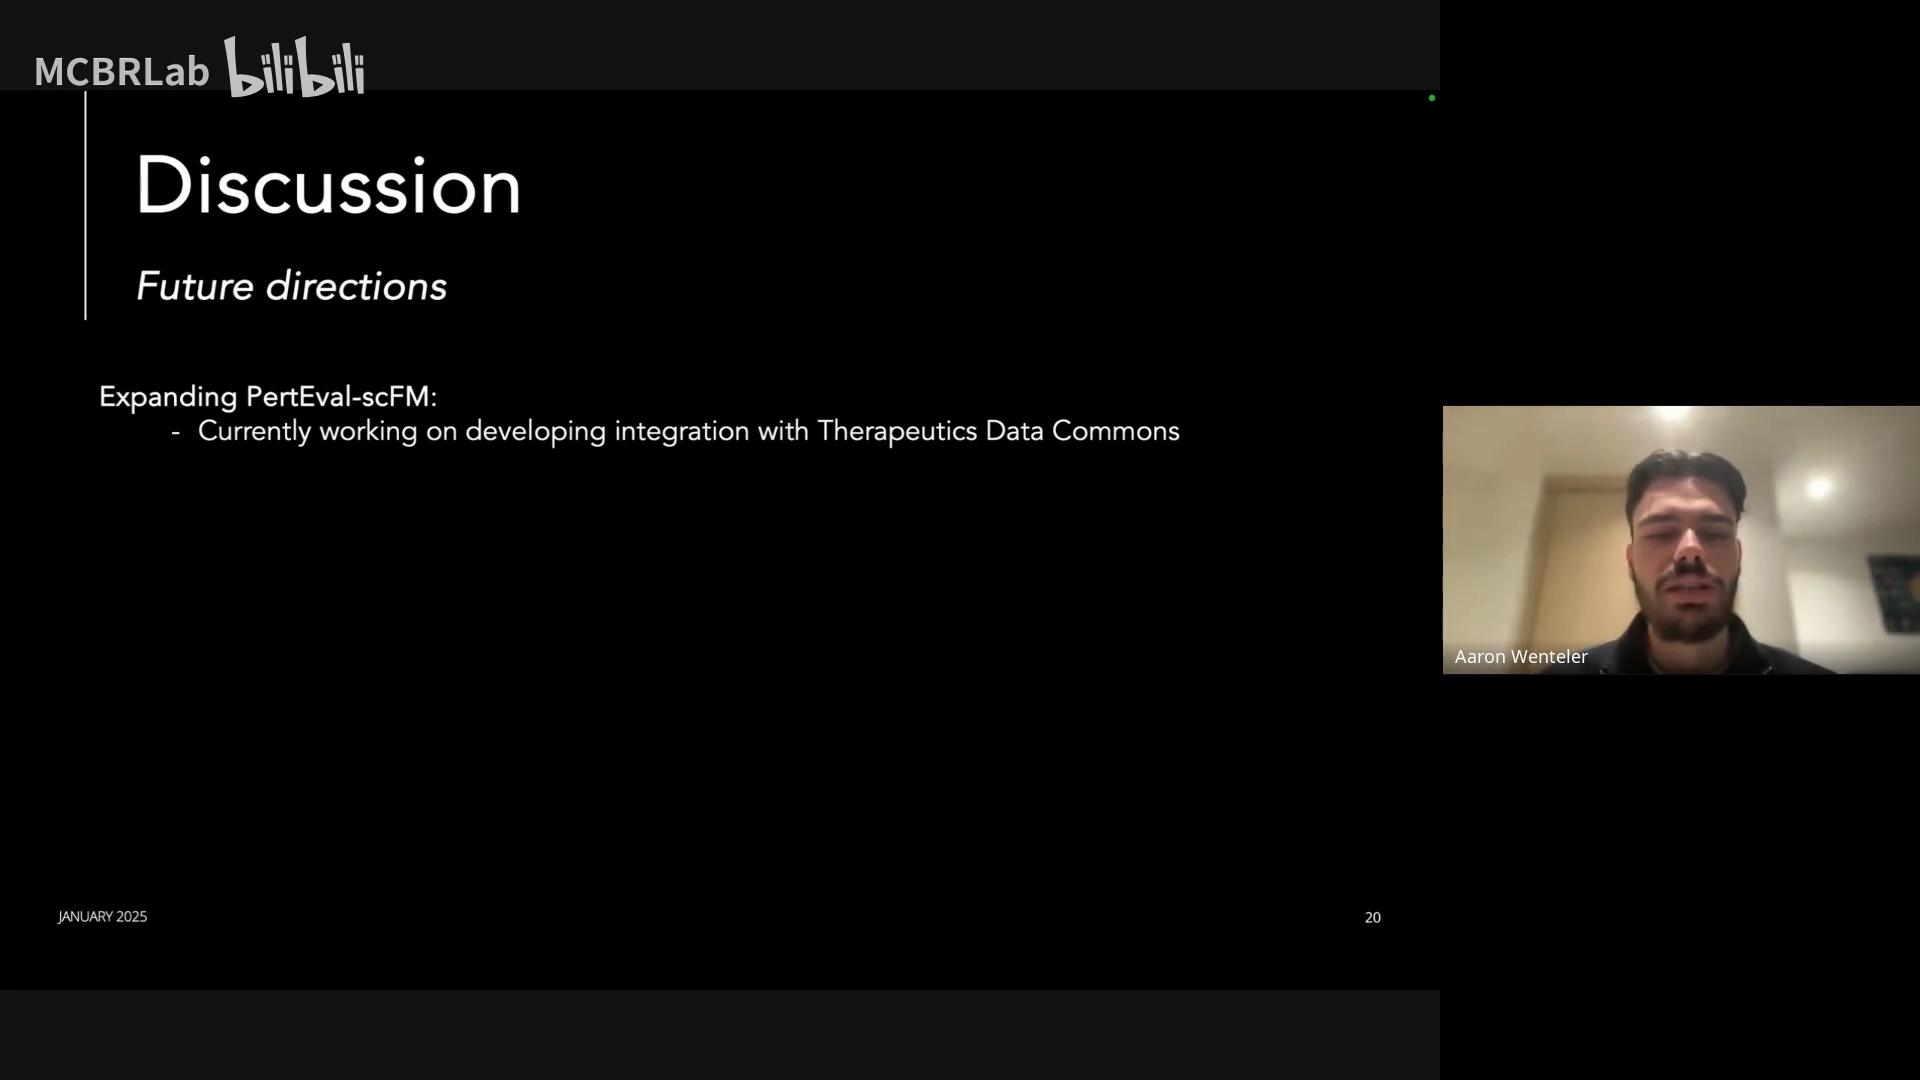 MCBRLab bilibili
Discussion
Future directions
Expanding PertEval-scFM:
- Currently working on developing integration with Therapeutics Data Commons
Aaron Wenteler
JANUARY 2025
20